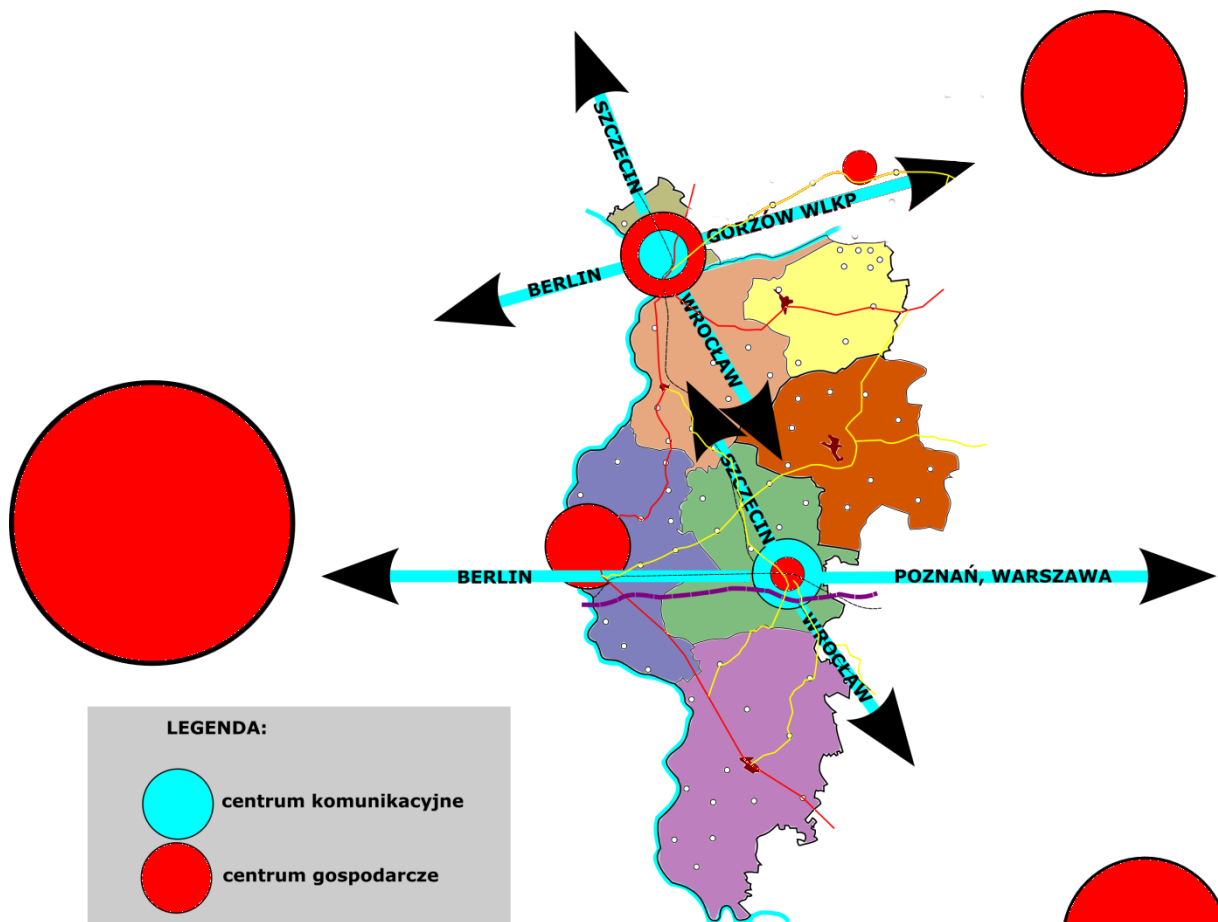 SZCZECIN
GORZÓW WLKP
BERLIN
WROCŁAW
SZCZECIN
BERLIN
POZNAŃ, WARSZAWA
WROCŁAW
LEGENDA:
centrum komunikacyjne
centrum gospodarcze